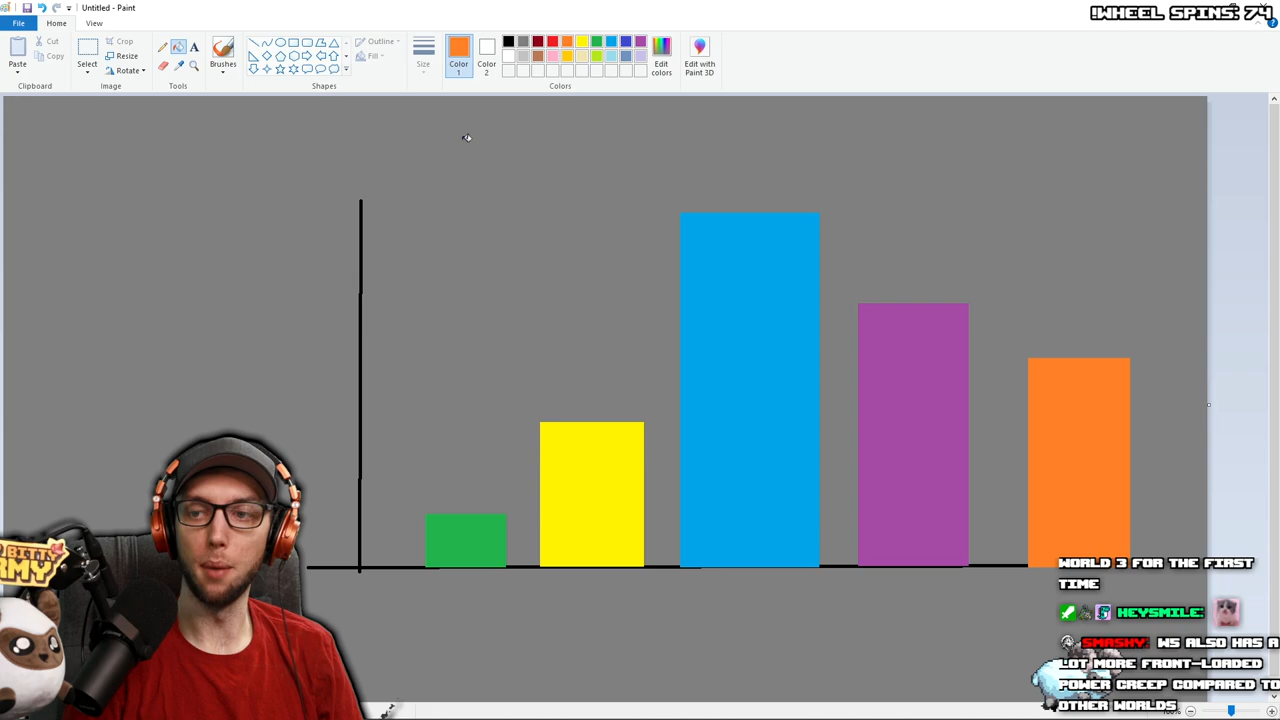 Untitled - Paint
!WHEEL SPINS: 74
File
Home
View
Paste
Cut
Copy
Clipboard
Select
Crop
Resize
Rotate
Image
A
Tools
Brushes
Outline
Fill
Shapes
Size
Color 1
Color 2
Edit colors
Edit with Paint 3D
Colors
BITTY
WORLD 3 FOR THE FIRST
TIME
HEYSMILE:
SMASHY: W5 ALSO HAS A
LOT MORE FRONT-LOADED
POWER CREEP COMPARED TO
OTHER WORLDS